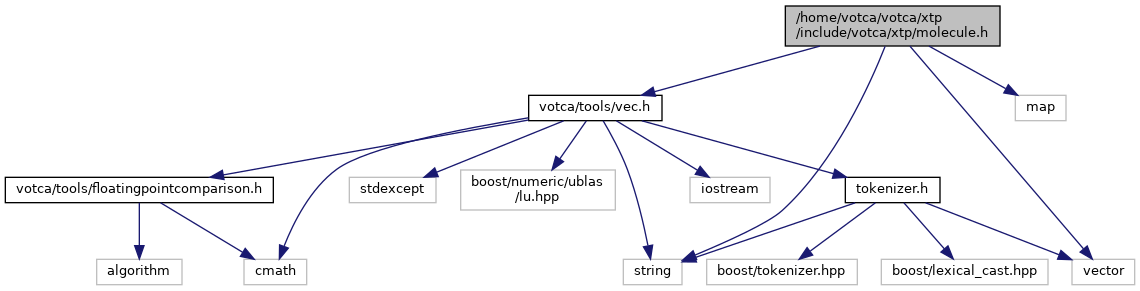 /home/votca/votca/xtp
/include/votca/xtp/molecule.h
votca/tools/vec.h
map
votca/tools/floatingpointcomparison.h
stdexcept
boost/numeric/ublas
/lu.hpp
iostream
tokenizer.h
algorithm
cmath
string
boost/tokenizer.hpp
boost/lexical_cast.hpp
vector